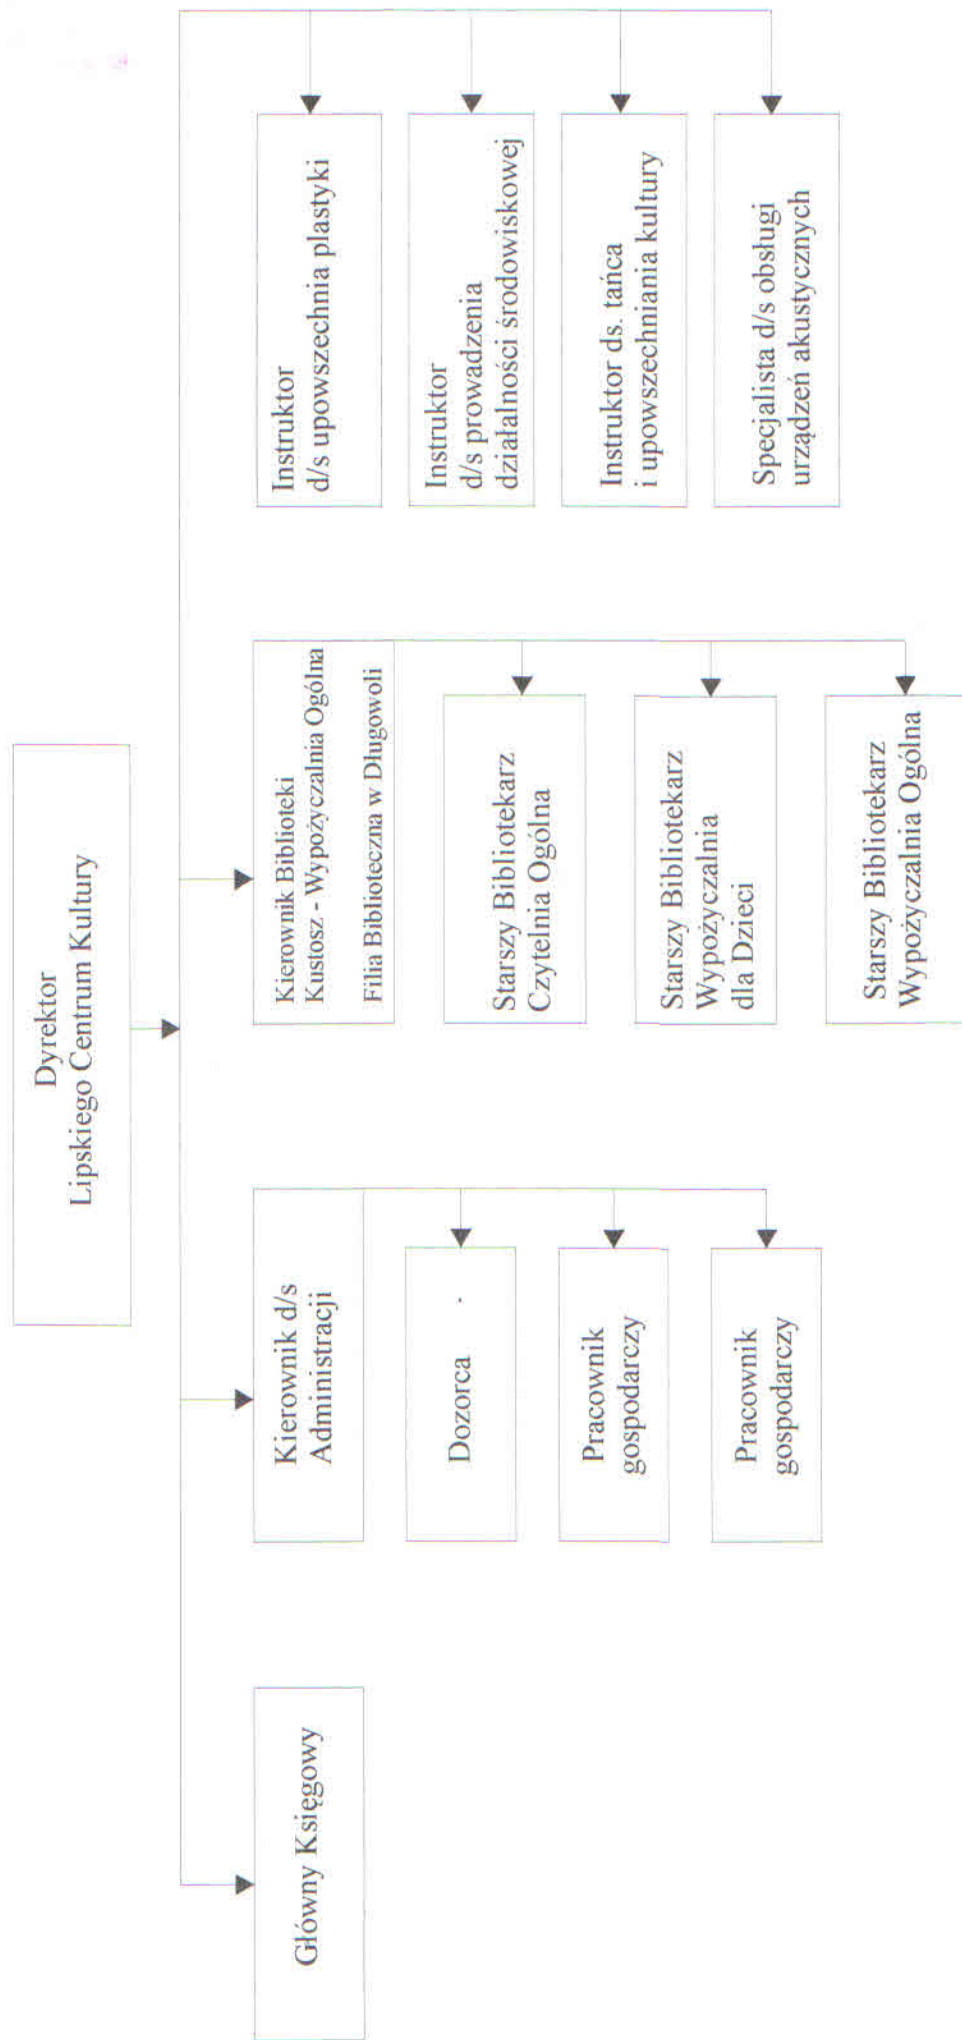 Dyrektor
Lipskiego Centrum Kultury
Główny Księgowy
Kierownik d/s
Administracji
Dozorca
Pracownik
gospodarczy
Pracownik
gospodarczy
Kierownik Biblioteki
Kustosz - Wypożyczalnia Ogólna
Filia Biblioteczna w Długowoli
Starszy Bibliotekarz
Czytelnia Ogólna
Starszy Bibliotekarz
Wypożyczalnia
dla Dzieci
Starszy Bibliotekarz
Wypożyczalnia Ogólna
Instruktor
d/s upowszechnia plastyki
Instruktor
d/s prowadzenia
działalności środowiskowej
Instruktor ds. tańca
i upowszechniania kultury
Specjalista d/s obsługi
urządzeń akustycznych